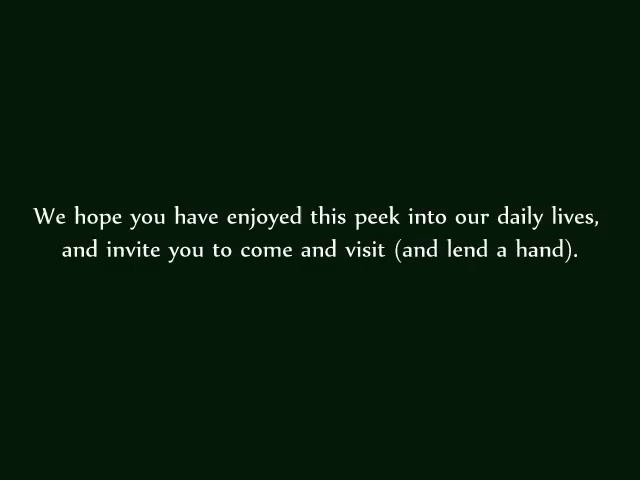 We hope you have enjoyed this peek into our daily lives,
and invite you to come and visit (and lend a hand).